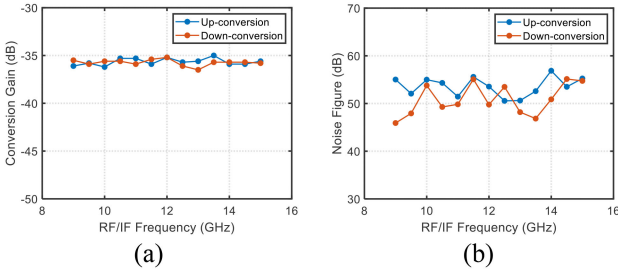 -30
-35
-40
-45
-50
8
10
12
14
16
Conversion Gain (dB)
RF/IF Frequency (GHz)
Up-conversion
Down-conversion
(a)
70
60
50
40
30
8
10
12
14
16
Noise Figure (dB)
RF/IF Frequency (GHz)
Up-conversion
Down-conversion
(b)